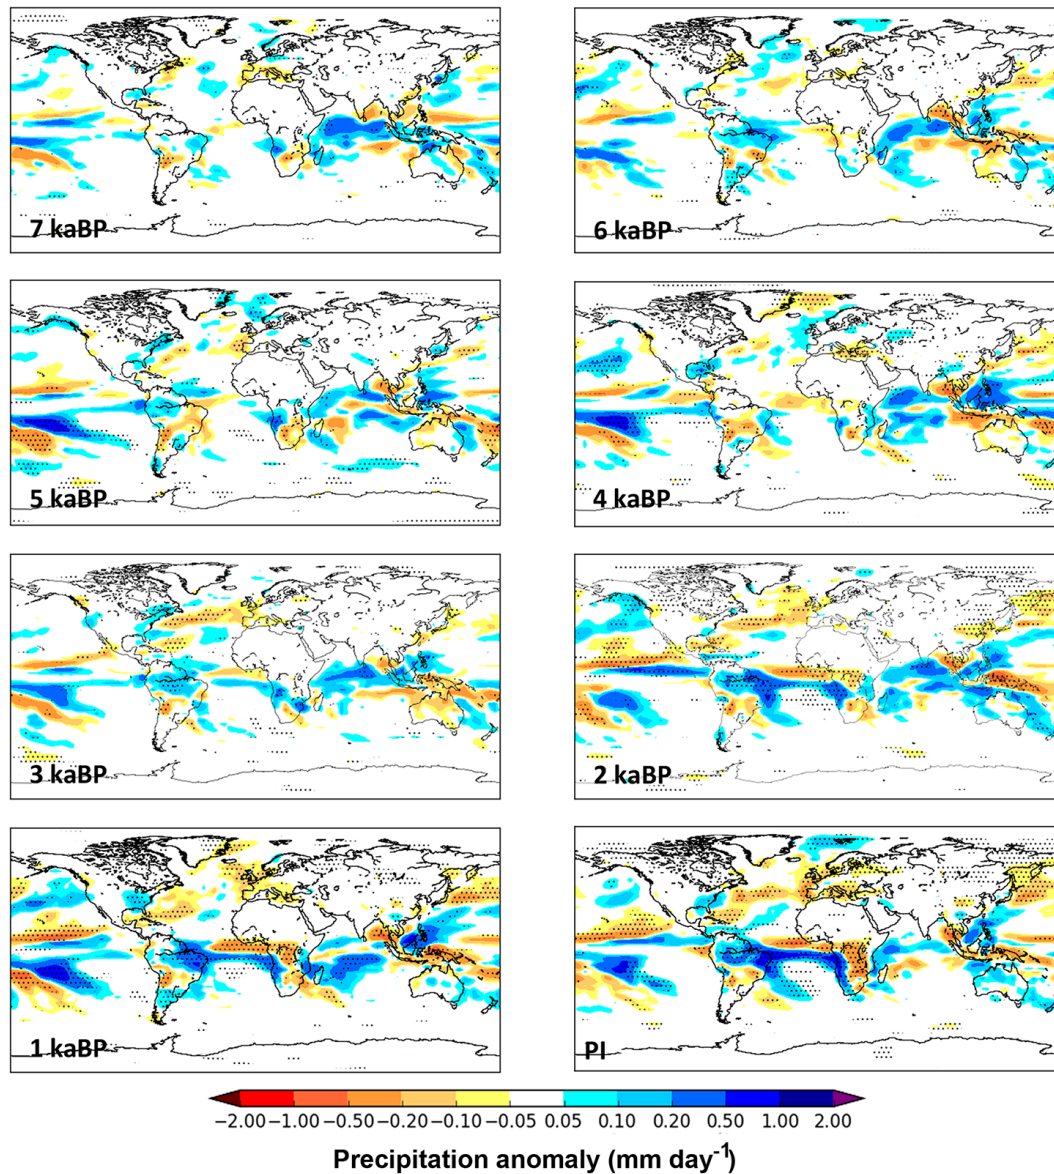 7 kaBP
6 kaBP
5 kaBP
4 kaBP
3 kaBP
2 kaBP
1 kaBP
PI
−2.00 −1.00 −0.50 −0.20 −0.10 −0.05 0.05 0.10 0.20 0.50 1.00 2.00
Precipitation anomaly (mm day⁻¹)